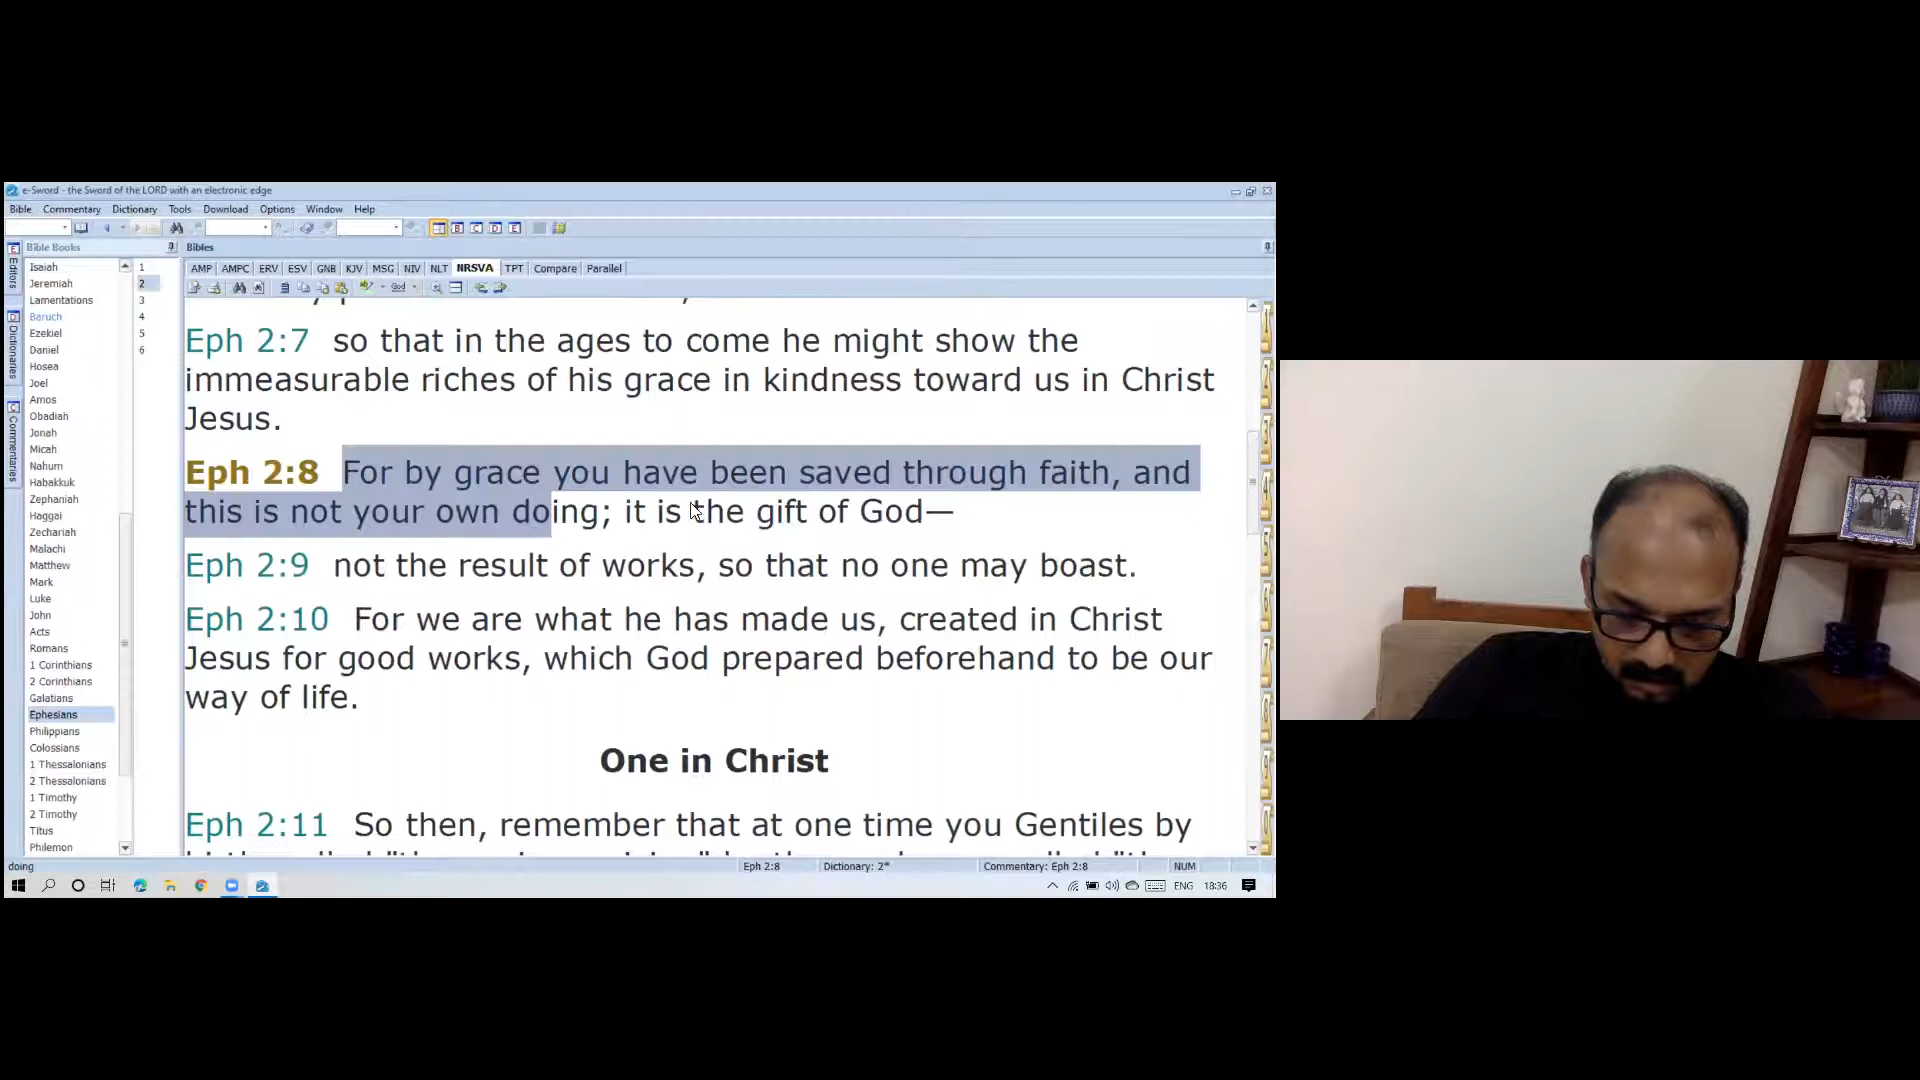 e-Sword - the Sword of the LORD with an electronic edge
Bible Commentary Dictionary Tools Download Options Window Help
B C D E
Bible Books
Bibles
Editors
Dictionaries
Commentaries
Isaiah
Jeremiah
Lamentations
Baruch
Ezekiel
Daniel
Hosea
Joel
Amos
Obadiah
Jonah
Micah
Nahum
Habakkuk
Zephaniah
Haggai
Zechariah
Malachi
Matthew
Mark
Luke
John
Acts
Romans
1 Corinthians
2 Corinthians
Galatians
Ephesians
Philippians
Colossians
1 Thessalonians
2 Thessalonians
1 Timothy
2 Timothy
Titus
Philemon
1
2
3
4
5
6
AMP AMPC ERV ESV GNB KJV MSG NIV NLT NRSVA TPT Compare Parallel
God
Eph 2:7 so that in the ages to come he might show the
immeasurable riches of his grace in kindness toward us in Christ
Jesus.
Eph 2:8 For by grace you have been saved through faith, and
this is not your own doing; it is the gift of God—
Eph 2:9 not the result of works, so that no one may boast.
Eph 2:10 For we are what he has made us, created in Christ
Jesus for good works, which God prepared beforehand to be our
way of life.
One in Christ
Eph 2:11 So then, remember that at one time you Gentiles by
doing
Eph 2:8
Dictionary: 2*
Commentary: Eph 2:8
NUM
ENG
18:36